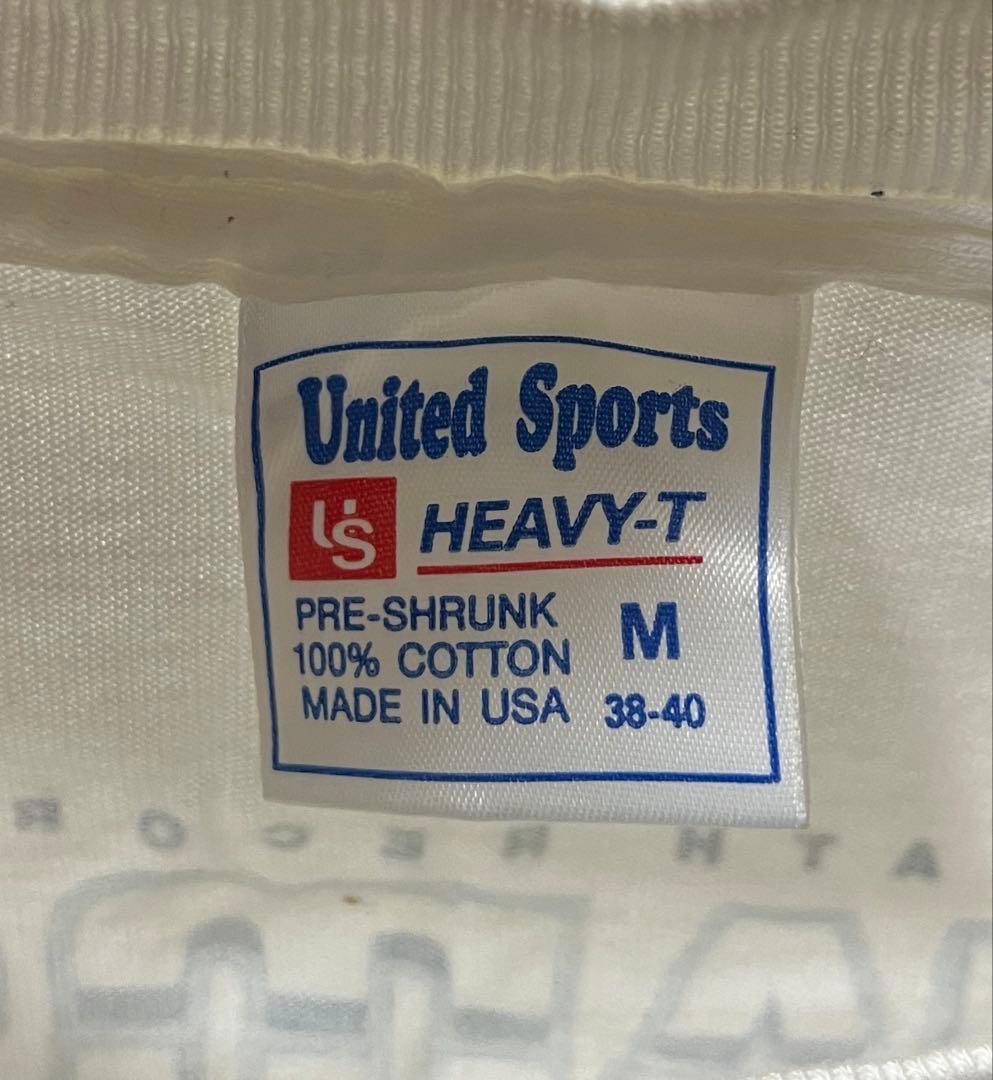 United Sports
US HEAVY-T
PRE-SHRUNK
100% COTTON
MADE IN USA
M
38-40